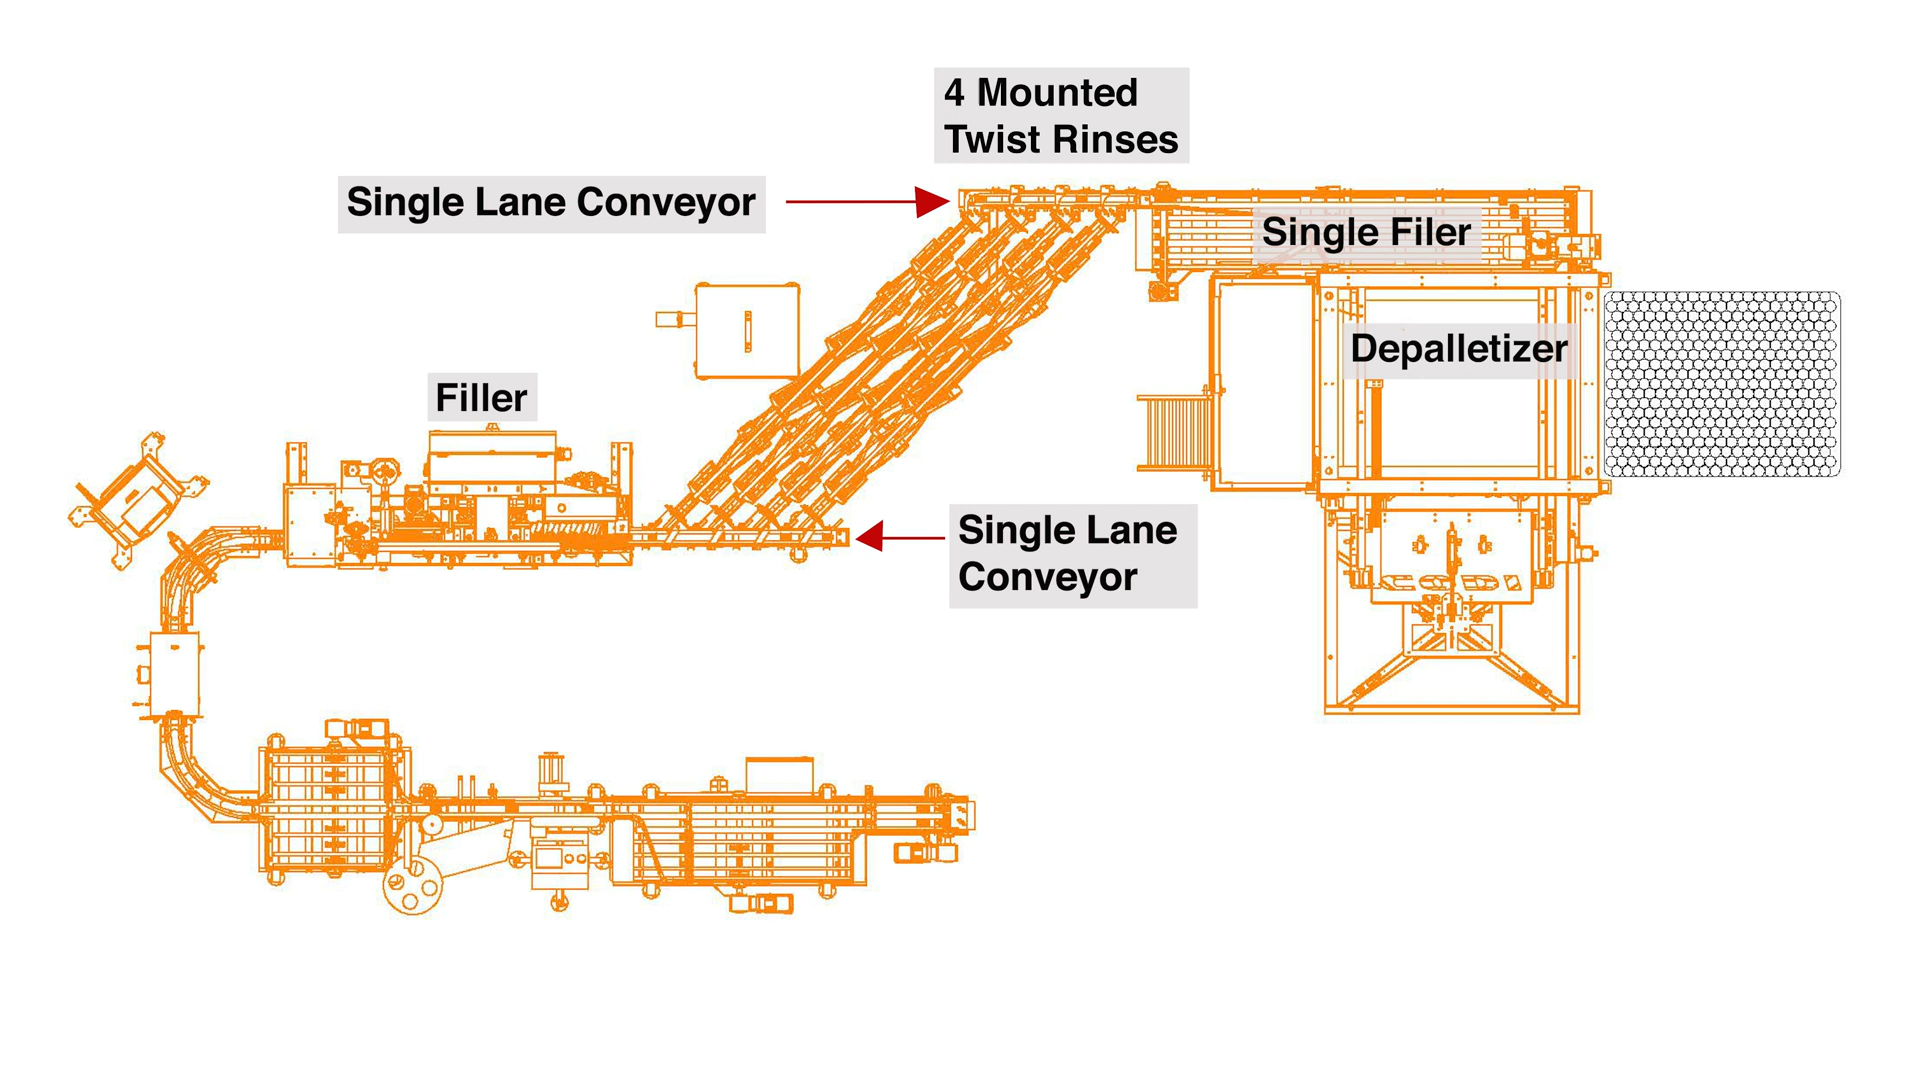 4 Mounted
Twist Rinses
Single Lane Conveyor
Single Filer
Depalletizer
Filler
Single Lane
Conveyor